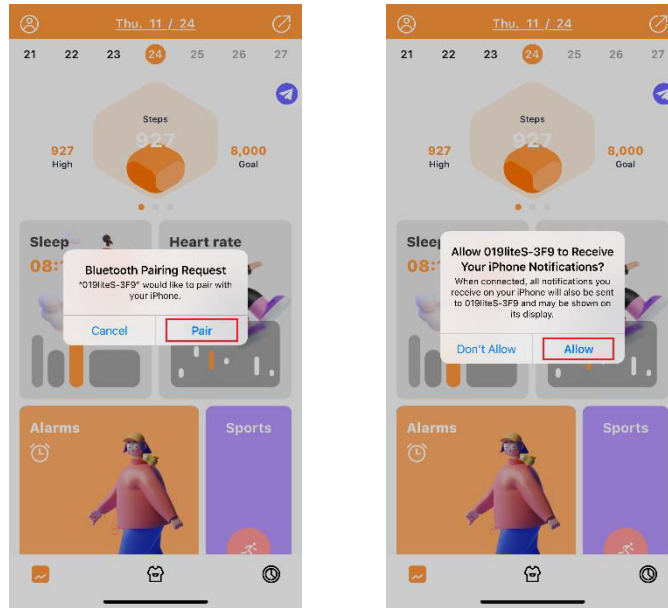 Thu. 11 / 24
21 22 23 24 25 26 27
Steps
927
927
High
8,000
Goal
Sleep
Heart rate
08:
Bluetooth Pairing Request
"019liteS-3F9" would like to pair with
your iPhone.
Cancel
Pair
Alarms
Sports
Thu. 11 / 24
21 22 23 24 25 26 27
Steps
927
927
High
8,000
Goal
Slee
08:
Allow 019liteS-3F9 to Receive
Your iPhone Notifications?
When connected, all notifications you
receive on your iPhone will also be sent
to 019liteS-3F9 and may be shown on
its display.
Don't Allow
Allow
Alarms
Sports